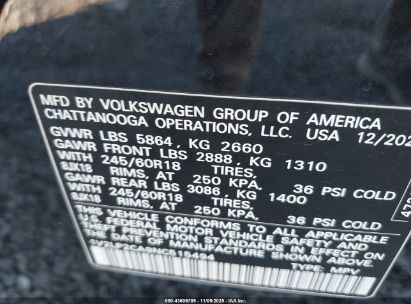 MFD BY VOLKSWAGEN GROUP OF AMERICA
CHATTANOOGA OPERATIONS, LLC. USA 12/202
GVWR LBS 5864, KG 2660
GAWR FRONT LBS 2888, KG 1310
WITH 245/60R18 TIRES,
8JX18 RIMS, AT 250 KPA, 36 PSI COLD
GAWR REAR LBS 3086, KG 1400
WITH 245/60R18 TIRES,
8JX18 RIMS, AT 250 KPA, 36 PSI COLD
THIS VEHICLE CONFORMS TO ALL APPLICABLE
U.S. FEDERAL MOTOR VEHICLE SAFETY AND
THEFT PREVENTION STANDARDS IN EFFECT
ON DATE OF MANUFACTURE SHOWN ABOVE.
TYPE: MPV